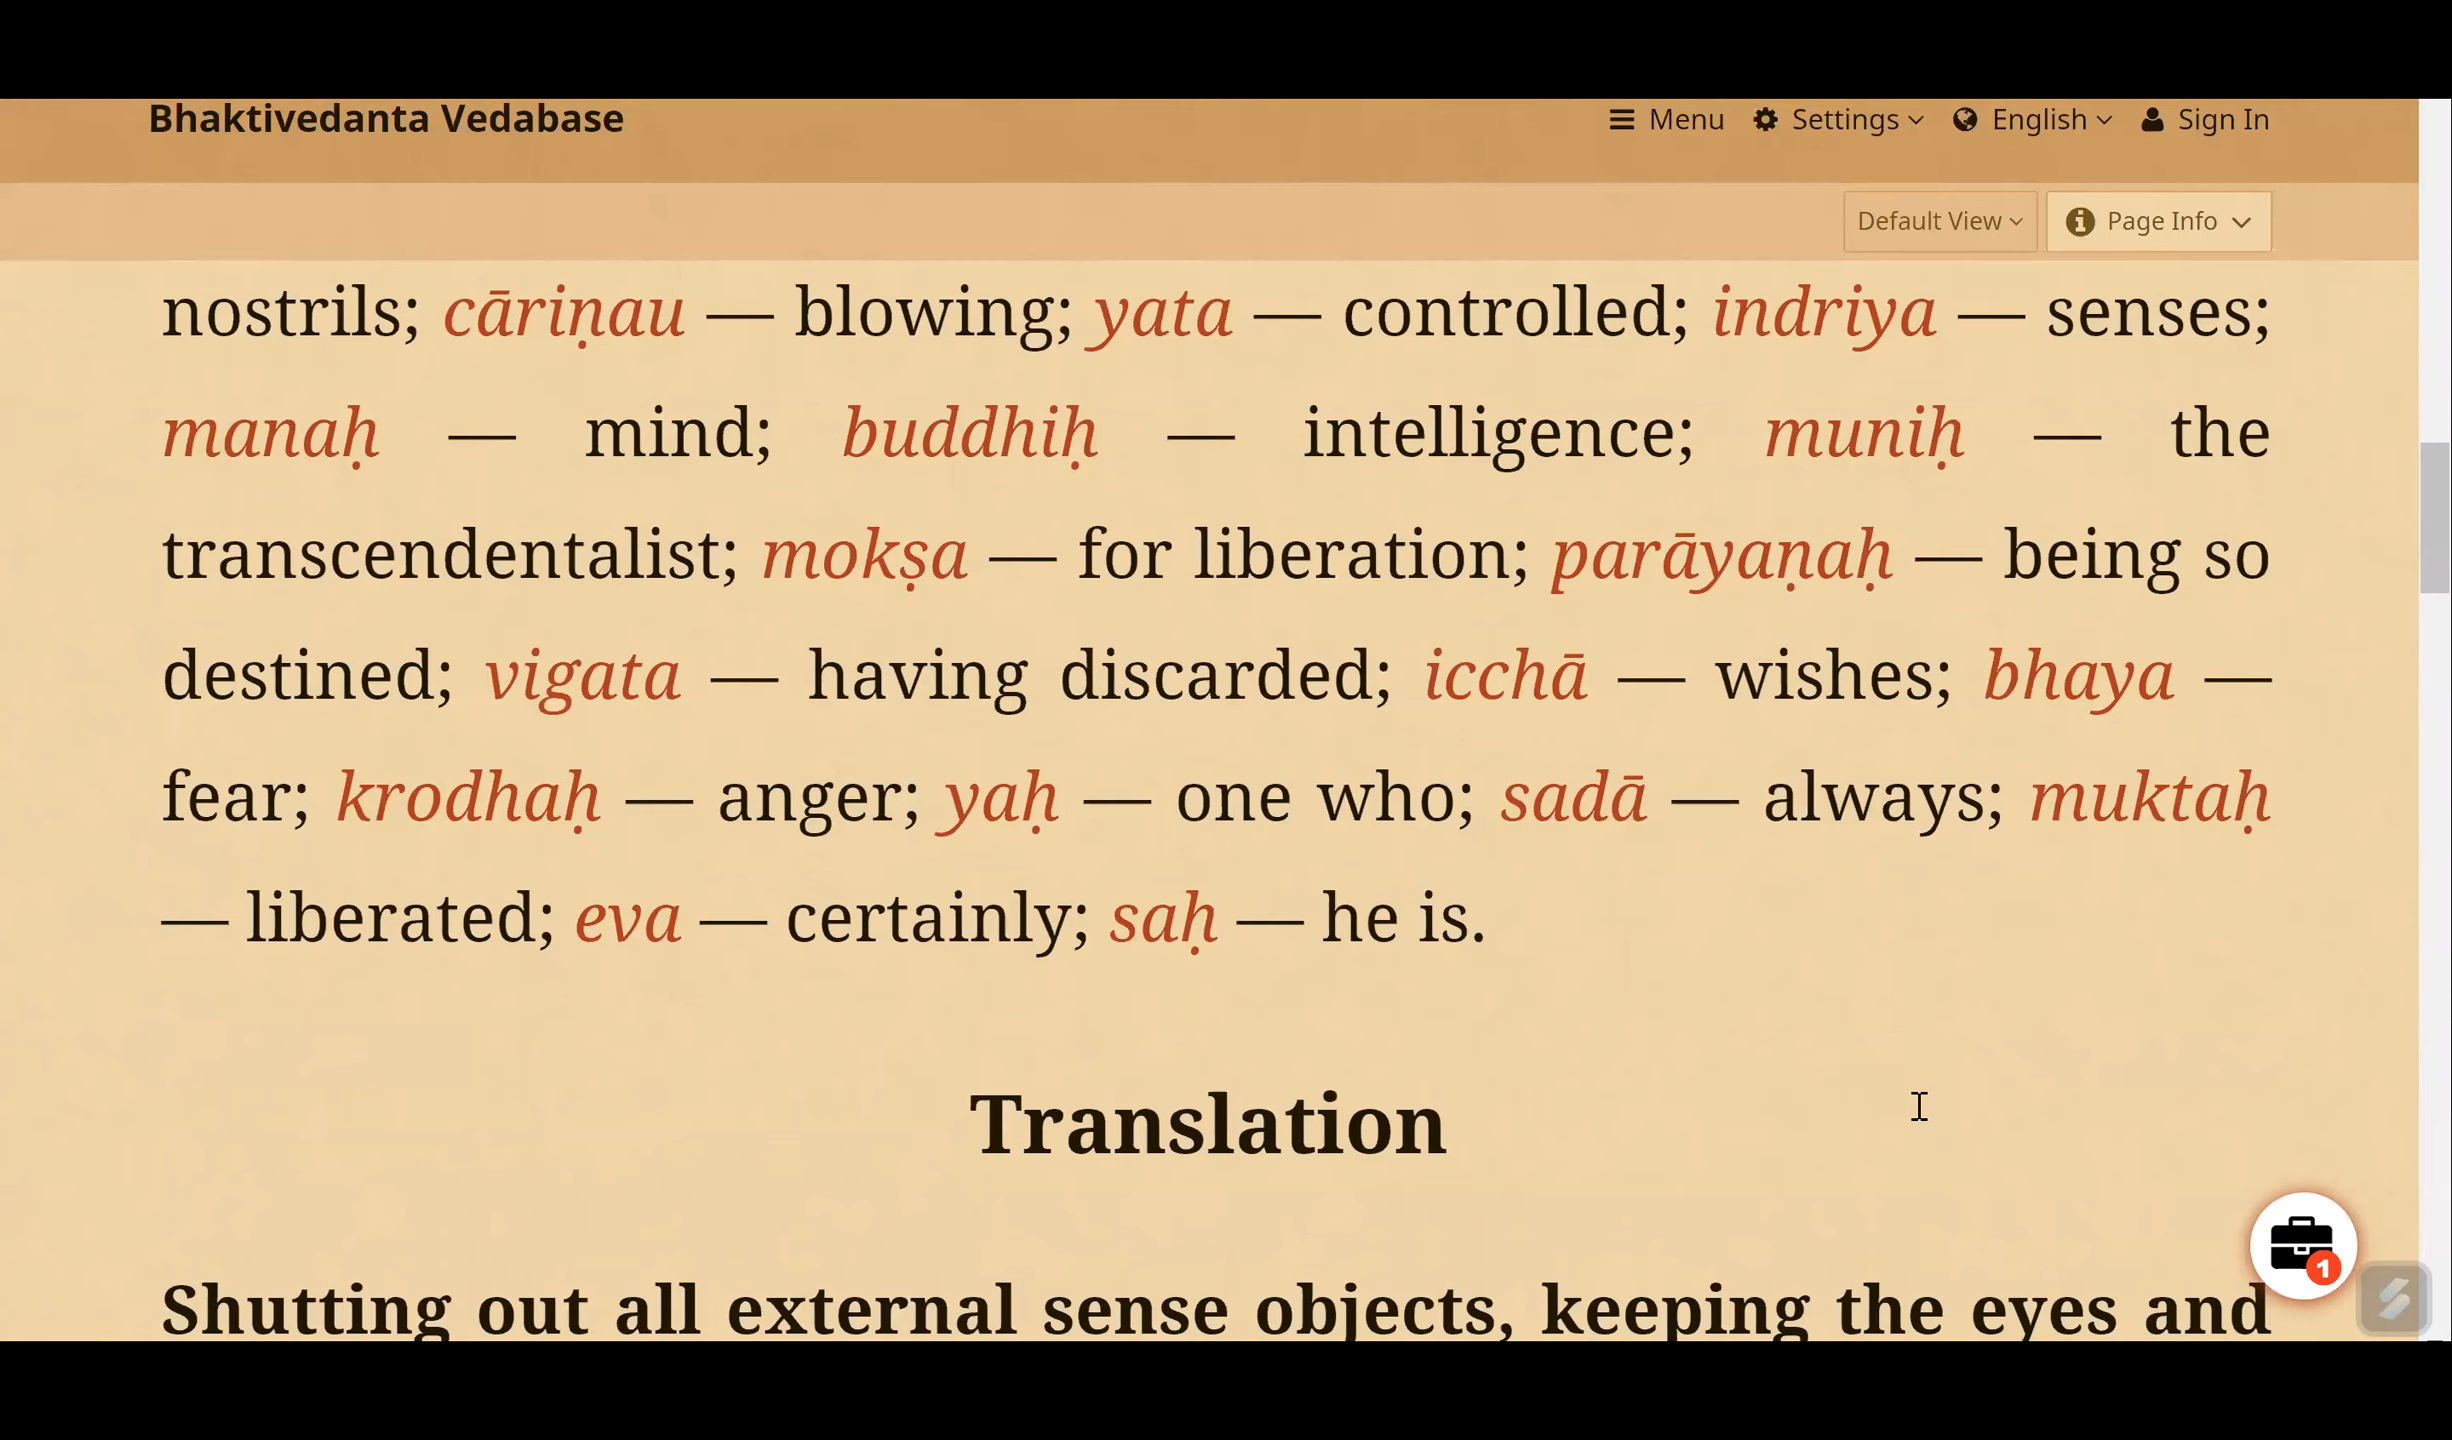 Bhaktivedanta Vedabase
Menu Settings English Sign In
Default View Page Info
nostrils; cāriṇau — blowing; yata — controlled; indriya — senses;
manaḥ — mind; buddhiḥ — intelligence; muniḥ — the
transcendentalist; mokṣa — for liberation; parāyaṇaḥ — being so
destined; vigata — having discarded; icchā — wishes; bhaya —
fear; krodhaḥ — anger; yaḥ — one who; sadā — always; muktaḥ
— liberated; eva — certainly; saḥ — he is.
Translation
1
Shutting out all external sense objects, keeping the eyes and